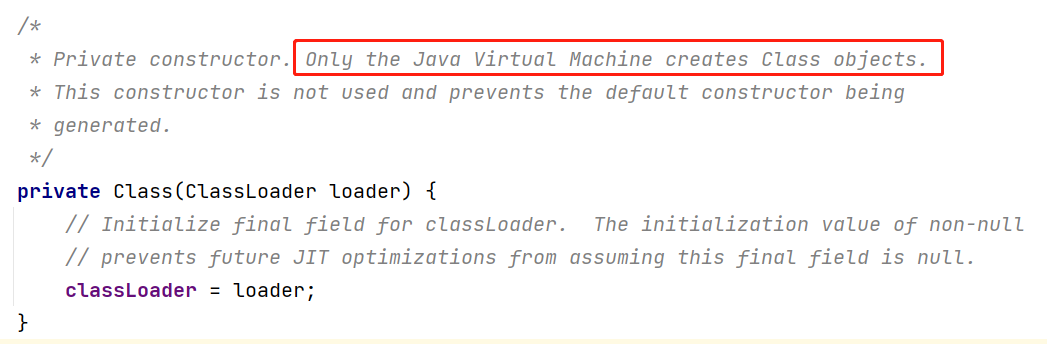 /*
* Private constructor. Only the Java Virtual Machine creates Class objects.
* This constructor is not used and prevents the default constructor being
* generated.
*/
private Class(ClassLoader loader) {
// Initialize final field for classLoader.  The initialization value of non-null
// prevents future JIT optimizations from assuming this final field is null.
classLoader = loader;
}